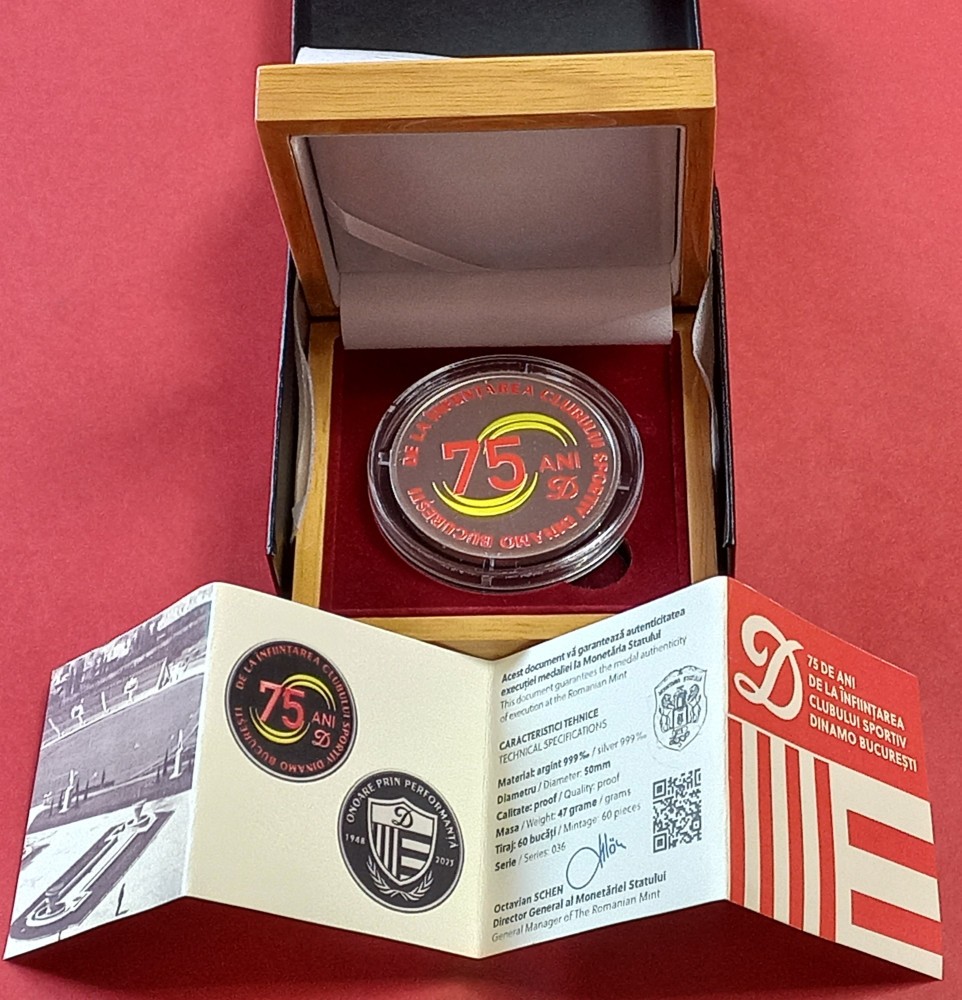 DE LA ÎNFIINȚAREA CLUBULUI SPORTIV DINAMO BUCUREȘTI
75
ANI
D
DE LA ÎNFIINȚAREA CLUBULUI SPORTIV DINAMO BUCUREȘTI
75
ANI
D
ONOARE PRIN PERFORMANȚĂ
D
1948
2023
Acest document vă garantează autenticitatea
execuției medaliei la Monetăria Statului
This document guarantees the medal authenticity
of execution at the Romanian Mint
MONETĂRIA STATULUI
CARACTERISTICI TEHNICE
TECHNICAL SPECIFICATIONS
Material: argint 999‰ / silver 999‰
Diametru / Diameter: 50mm
Calitate: proof / Quality: proof
Masa / Weight: 47 grame / grams
Tiraj: 60 bucăți / Mintage: 60 pieces
Serie / Series: 036
Octavian SCHEN
Director General al Monetăriei Statului
General Manager of The Romanian Mint
D
75 DE ANI
DE LA ÎNFIINȚAREA
CLUBULUI SPORTIV
DINAMO BUCUREȘTI